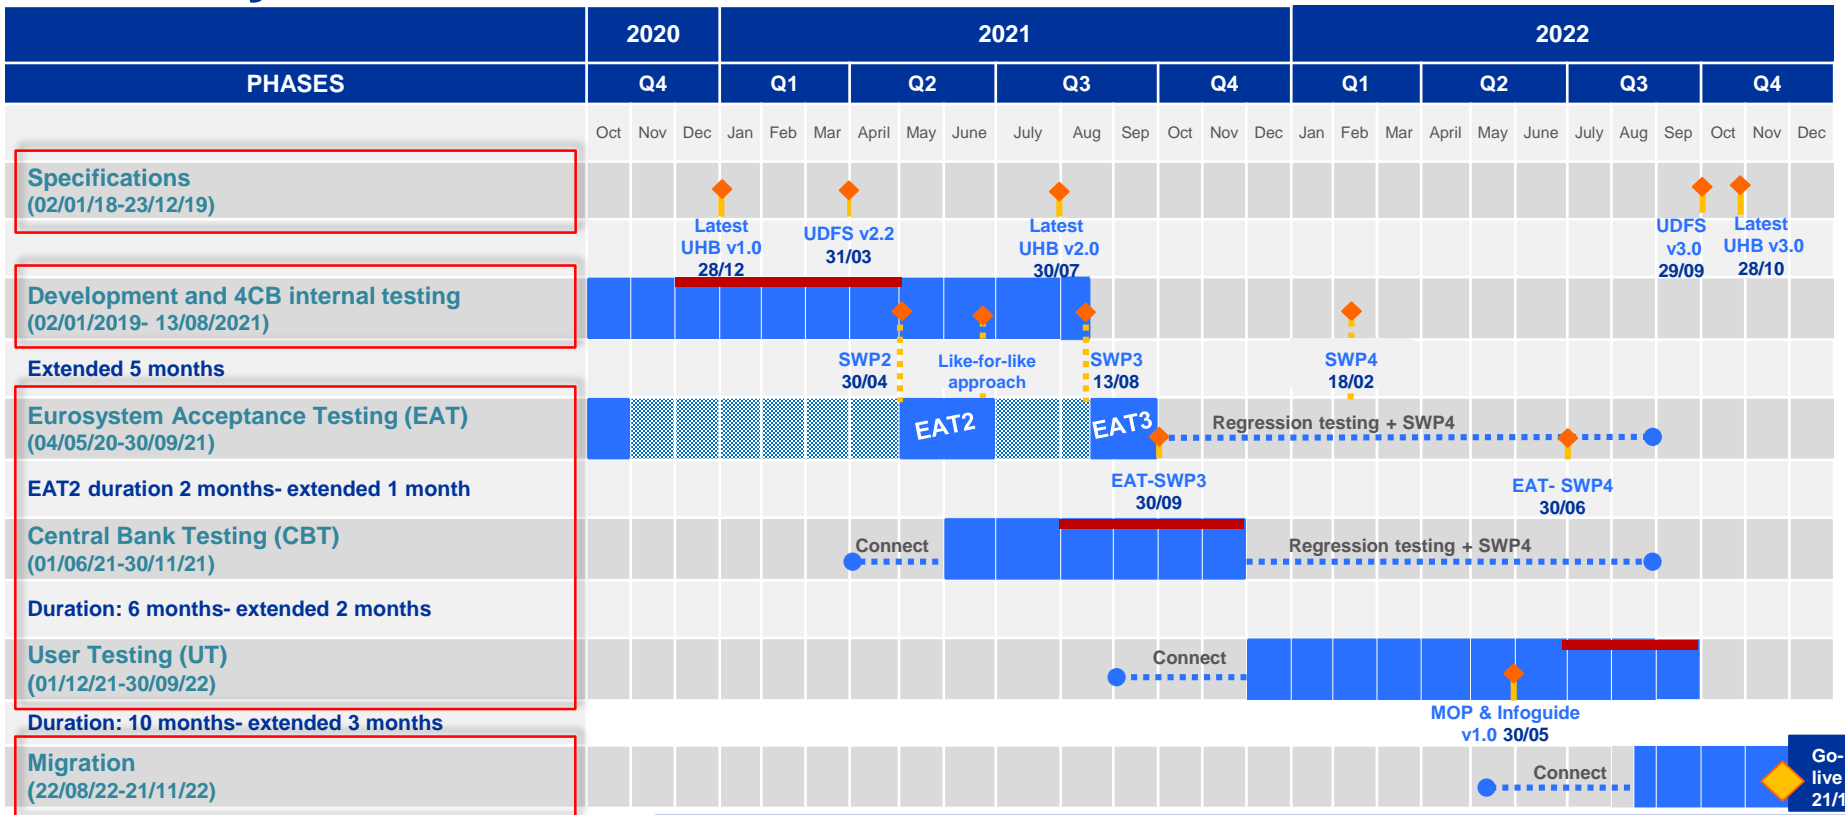 2020 2021 2022
PHASES Q4 Q1 Q2 Q3 Q4 Q1 Q2 Q3 Q4
Oct Nov Dec Jan Feb Mar April May June July Aug Sep Oct Nov Dec Jan Feb Mar April May June July Aug Sep Oct Nov Dec
Specifications
(02/01/18-23/12/19)
Latest
UHB v1.0
28/12
UDFS v2.2
31/03
Latest
UHB v2.0
30/07
UDFS
v3.0
29/09
Latest
UHB v3.0
28/10
Development and 4CB internal testing
(02/01/2019- 13/08/2021)
Extended 5 months
SWP2
30/04
Like-for-like
approach
SWP3
13/08
SWP4
18/02
Eurosystem Acceptance Testing (EAT)
(04/05/20-30/09/21)
EAT2
EAT3
Regression testing + SWP4
EAT2 duration 2 months- extended 1 month
EAT-SWP3
30/09
EAT- SWP4
30/06
Central Bank Testing (CBT)
(01/06/21-30/11/21)
Connect
Regression testing + SWP4
Duration: 6 months- extended 2 months
User Testing (UT)
(01/12/21-30/09/22)
Connect
Duration: 10 months- extended 3 months
MOP & Infoguide
v1.0 30/05
Migration
(22/08/22-21/11/22)
Connect
Go-
live
21/1